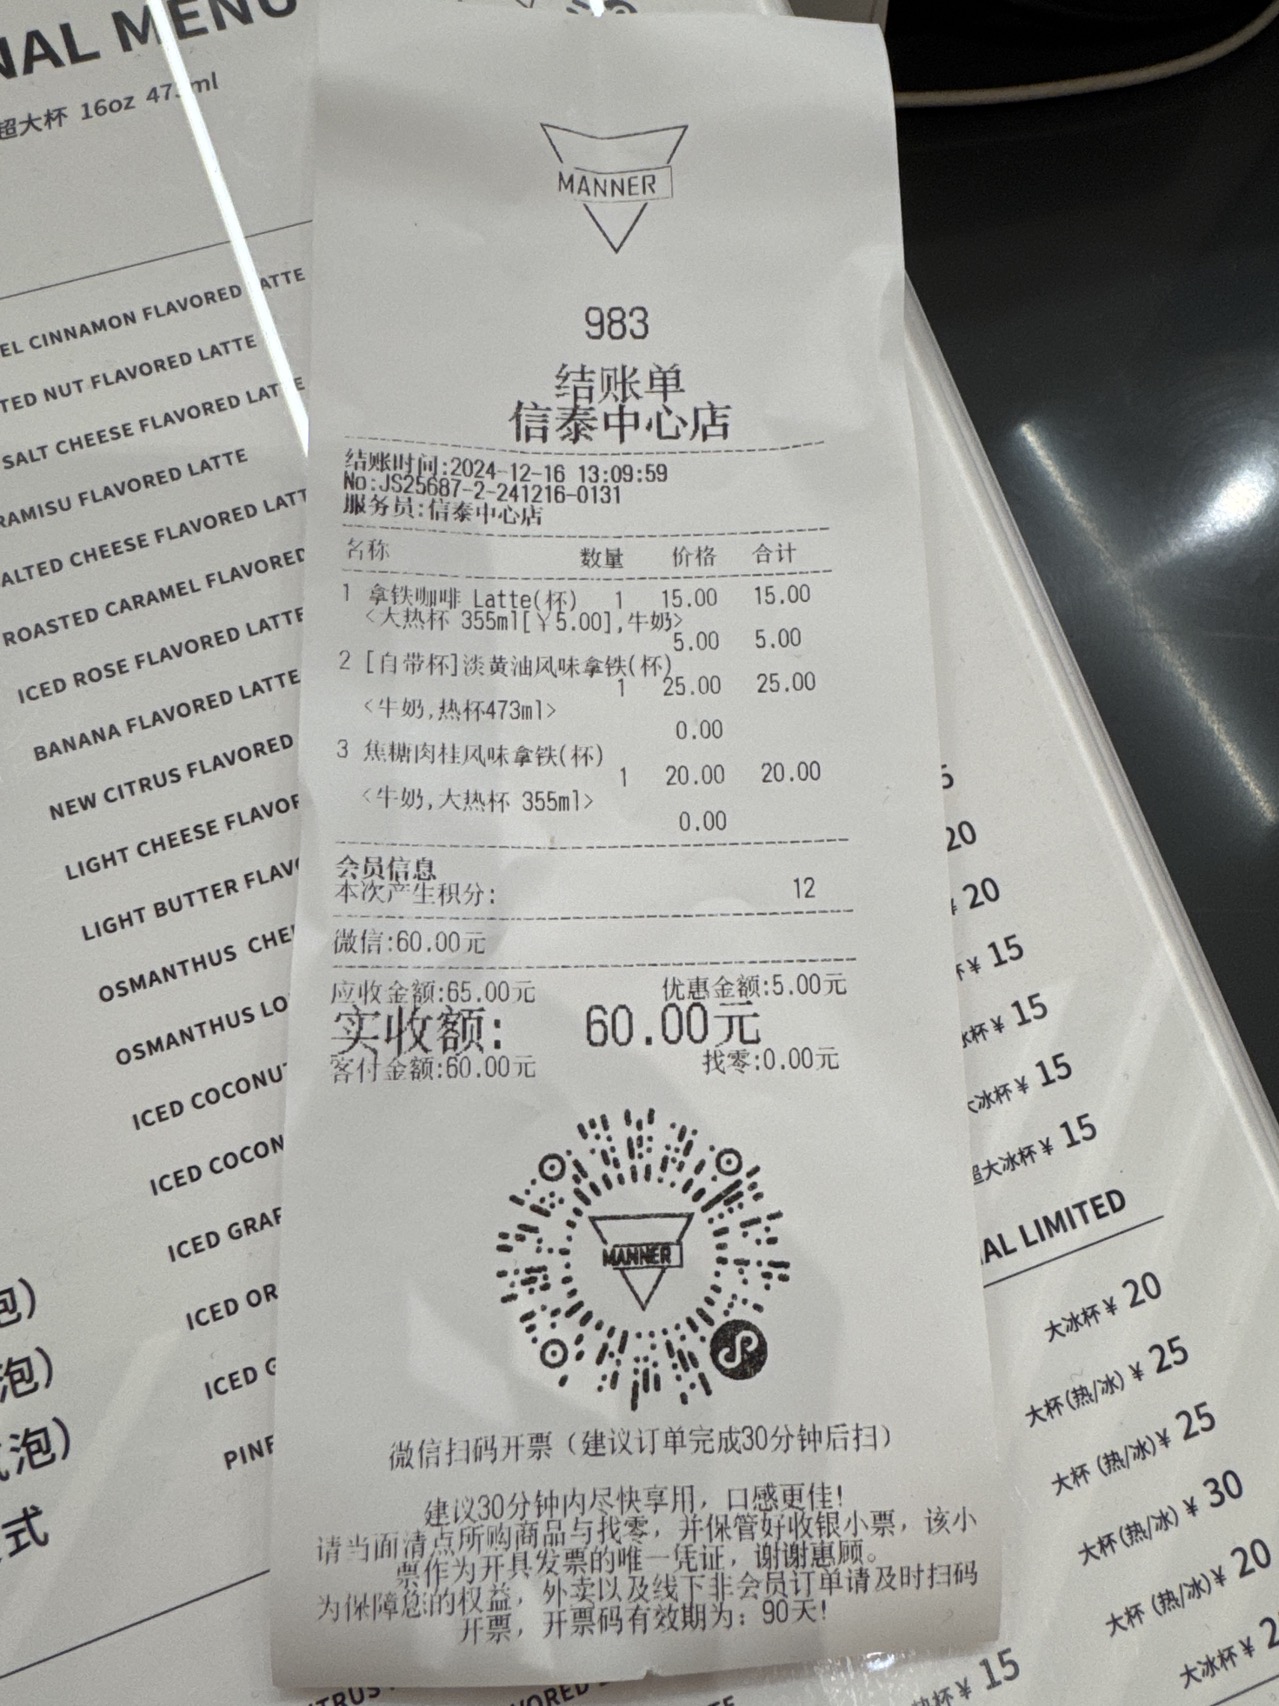 MENU
超大杯 16oz
CINNAMON FLAVORED LATTE
NUT FLAVORED LATTE
SALT CHEESE FLAVORED LATTE
FLAVORED LATTE
CHEESE FLAVORED
ROASTED CARAMEL FLAVORED
ICED ROSE FLAVORED LATTE
BANANA FLAVORED LATTE
NEW CITRUS FLAVORED
LIGHT CHEESE
LIGHT BUTTER
OSMANTHUS
OSMANTHUS
ICED COCONUT
ICED
ICED
ICED
ICED
MANNER
983
结账单
信泰中心店
结账时间:2024-12-16 13:09:59
No:JS25687-2-241216-0131
服务员:信泰中心店
名称 数量 价格 合计
1 拿铁咖啡 Latte(杯) 1 15.00 15.00
<大热杯 355ml[￥5.00],牛奶>
5.00 5.00
2 [自带杯]淡黄油风味拿铁(杯)
1 25.00 25.00
<牛奶,热杯473ml>
0.00
3 焦糖肉桂风味拿铁(杯)
1 20.00 20.00
<牛奶,大热杯 355ml>
0.00
会员信息
本次产生积分: 12
微信:60.00元
应收金额:65.00元 优惠金额:5.00元
实收额: 60.00元
客付金额:60.00元 找零:0.00元
MANNER
微信扫码开票（建议订单完成30分钟后扫）
建议30分钟内尽快享用，口感更佳!
请当面清点所购商品与找零，并保管好收银小票，该小
票作为开具发票的唯一凭证，谢谢惠顾。
为保障您的权益，外卖以及线下非会员订单请及时扫码
开票，开票码有效期为：90天!
20
¥ 20
¥ 15
¥ 15
冰杯¥ 15
超大冰杯¥ 15
LIMITED
大冰杯¥ 20
大杯(热/冰)¥ 25
大杯(热/冰)¥ 25
大杯(热/冰)¥ 30
大杯(热/冰)¥ 20
大冰杯¥
¥ 15